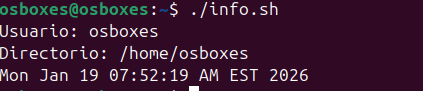 osboxes@osboxes:~$ ./info.sh
Usuario: osboxes
Directorio: /home/osboxes
Mon Jan 19 07:52:19 AM EST 2026